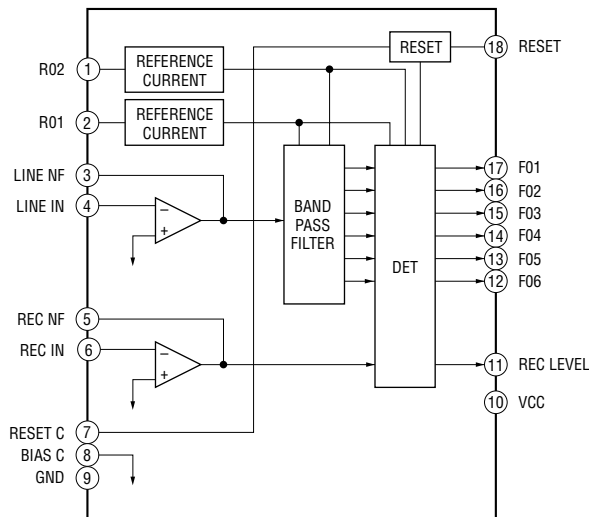 RESET
18 RESET
R02 1
REFERENCE
CURRENT
R01 2
REFERENCE
CURRENT
LINE NF 3
LINE IN 4
−
+
BAND
PASS
FILTER
DET
17 F01
16 F02
15 F03
14 F04
13 F05
12 F06
REC NF 5
REC IN 6
−
+
11 REC LEVEL
10 VCC
RESET C 7
BIAS C 8
GND 9